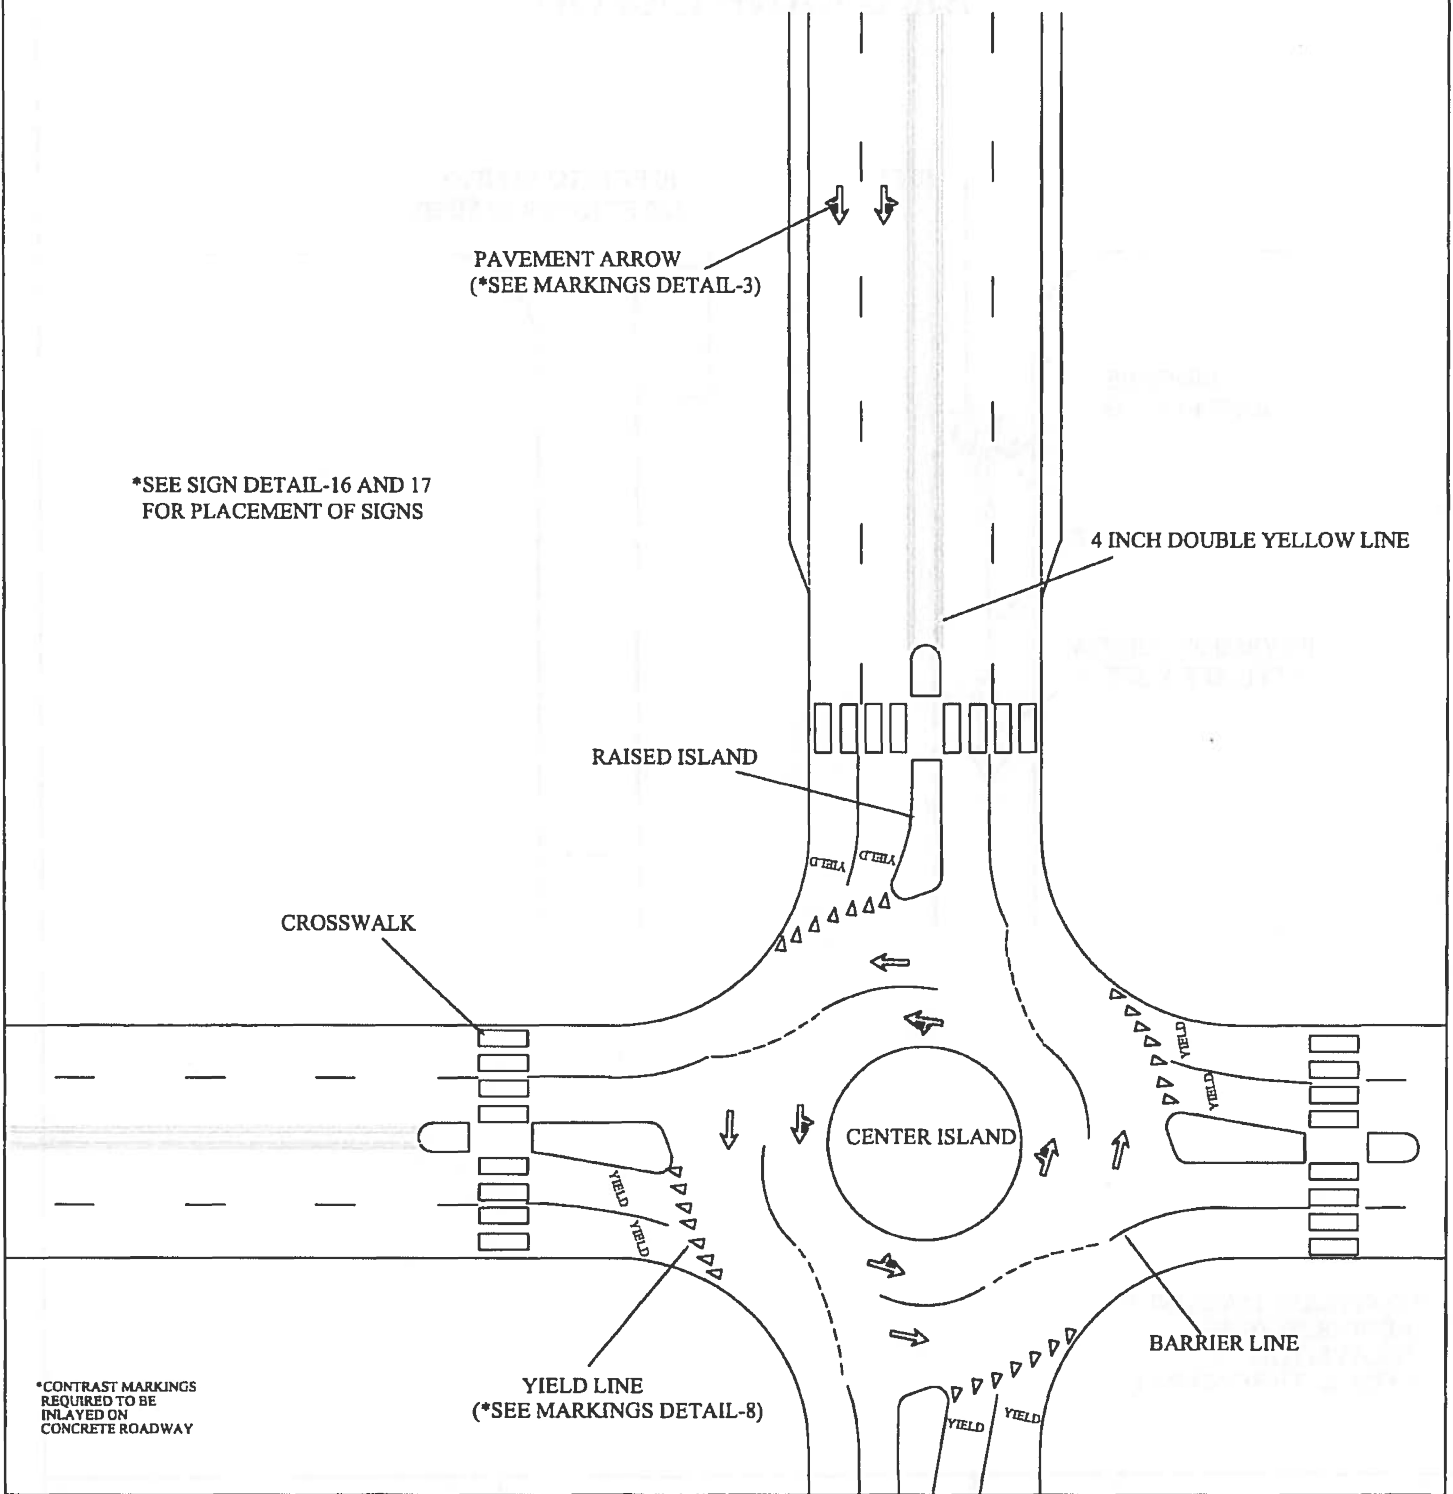 PAVEMENT ARROW
(*SEE MARKINGS DETAIL-3)
*SEE SIGN DETAIL-16 AND 17
FOR PLACEMENT OF SIGNS
4 INCH DOUBLE YELLOW LINE
RAISED ISLAND
YIELD
YIELD
CROSSWALK
YIELD
YIELD
CENTER ISLAND
YIELD
YIELD
BARRIER LINE
YIELD LINE
(*SEE MARKINGS DETAIL-8)
*CONTRAST MARKINGS
REQUIRED TO BE
INLAYED ON
CONCRETE ROADWAY
YIELD
YIELD